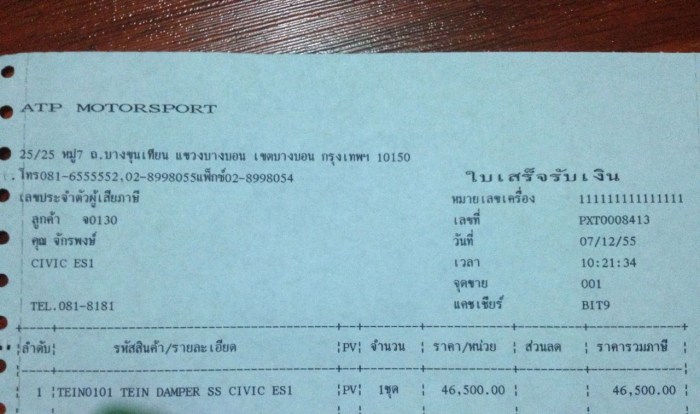 ATP MOTORSPORT
25/25 หมู่7 ถ.บางขุนเทียน แขวงบางบอน เขตบางบอน กรุงเทพฯ 10150
โทร081-6555552,02-8998055แฟ็กซ์02-8998054
ใบเสร็จรับเงิน
เลขประจำตัวผู้เสียภาษี
หมายเลขเครื่อง 111111111111111
ลูกค้า จ0130
เลขที่ PXT0008413
คุณ จักรพงษ์
วันที่ 07/12/55
CIVIC ES1
เวลา 10:21:34
จุดขาย 001
TEL.081-8181
แคชเชียร์ BIT9
ลำดับ รหัสสินค้า/รายละเอียด PV จำนวน ราคา/หน่วย ส่วนลด ราคารวมภาษี
1 TEIN0101 TEIN DAMPER SS CIVIC ES1 PV 1ชุด 46,500.00 46,500.00